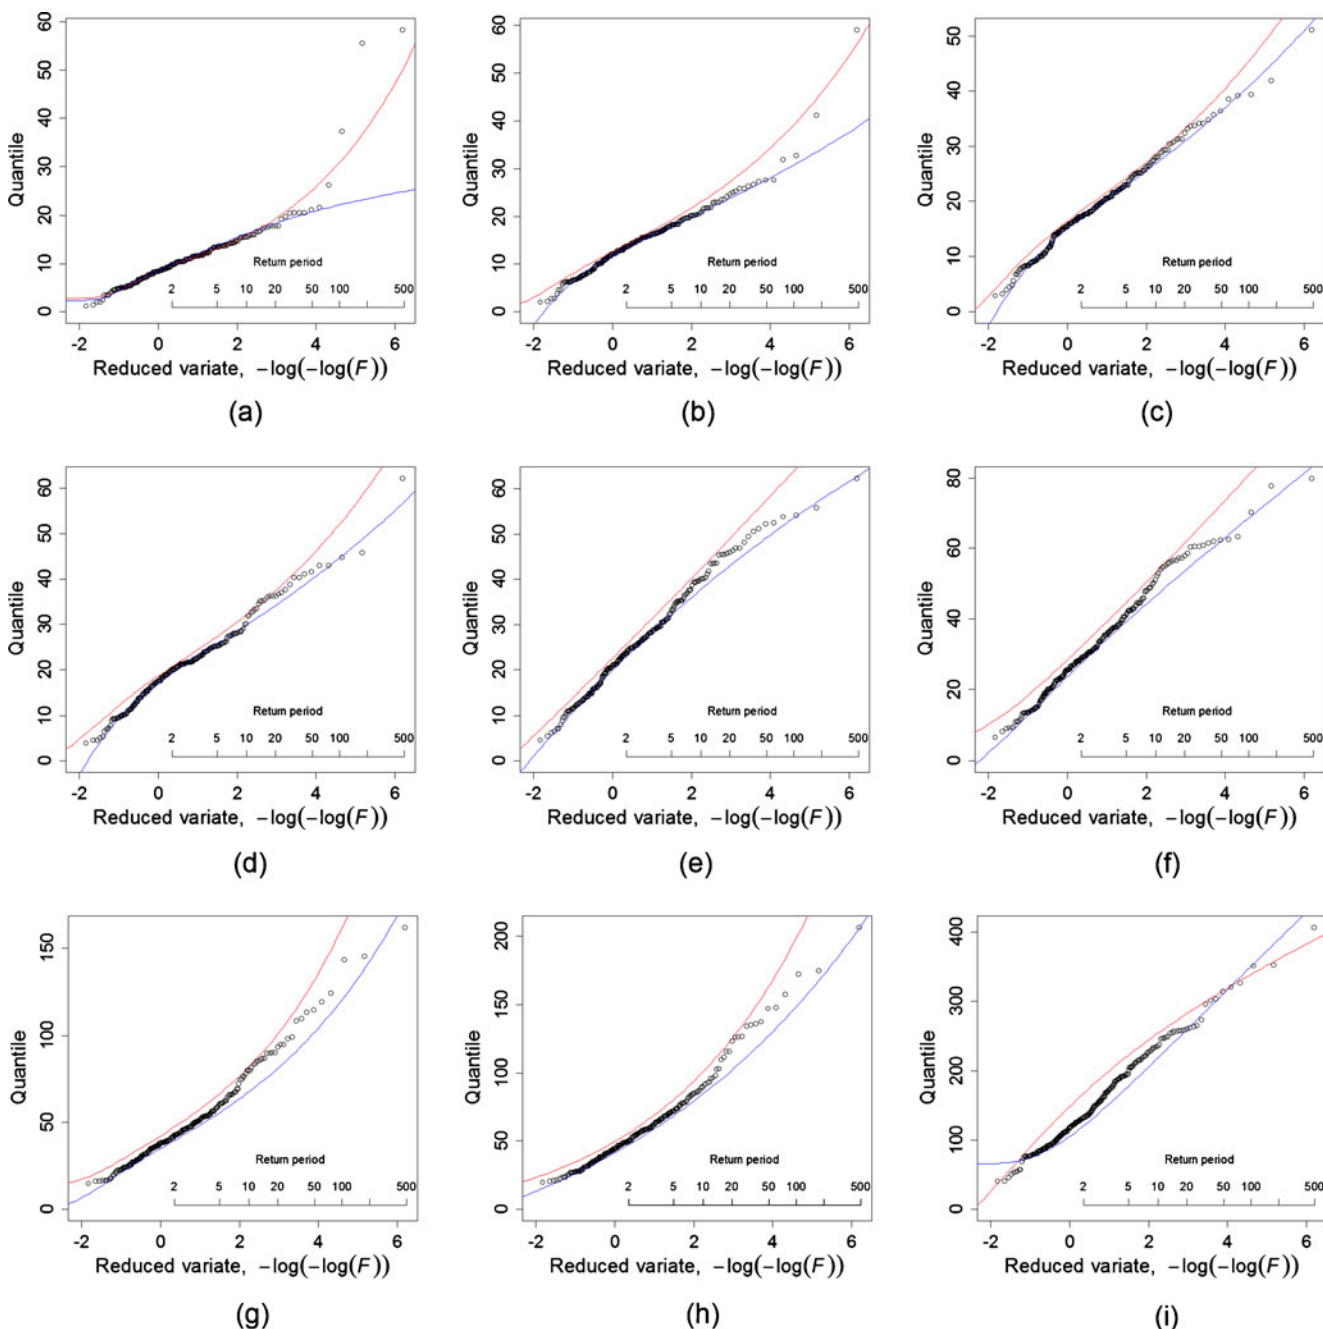 60
50
40
30
20
10
0
Quantile
Return period
2 5 10 20 50 100 500
-2 0 2 4 6
Reduced variate, −log(−log(F))
(a)
60
50
40
30
20
10
0
Quantile
Return period
2 5 10 20 50 100 500
-2 0 2 4 6
Reduced variate, −log(−log(F))
(b)
50
40
30
20
10
0
Quantile
Return period
2 5 10 20 50 100 500
-2 0 2 4 6
Reduced variate, −log(−log(F))
(c)
60
50
40
30
20
10
0
Quantile
Return period
2 5 10 20 50 100 500
-2 0 2 4 6
Reduced variate, −log(−log(F))
(d)
60
50
40
30
20
10
0
Quantile
Return period
2 5 10 20 50 100 500
-2 0 2 4 6
Reduced variate, −log(−log(F))
(e)
80
60
40
20
0
Quantile
Return period
2 5 10 20 50 100 500
-2 0 2 4 6
Reduced variate, −log(−log(F))
(f)
150
100
50
0
Quantile
Return period
2 5 10 20 50 100 500
-2 0 2 4 6
Reduced variate, −log(−log(F))
(g)
200
150
100
50
0
Quantile
Return period
2 5 10 20 50 100 500
-2 0 2 4 6
Reduced variate, −log(−log(F))
(h)
400
300
200
100
0
Quantile
Return period
2 5 10 20 50 100 500
-2 0 2 4 6
Reduced variate, −log(−log(F))
(i)